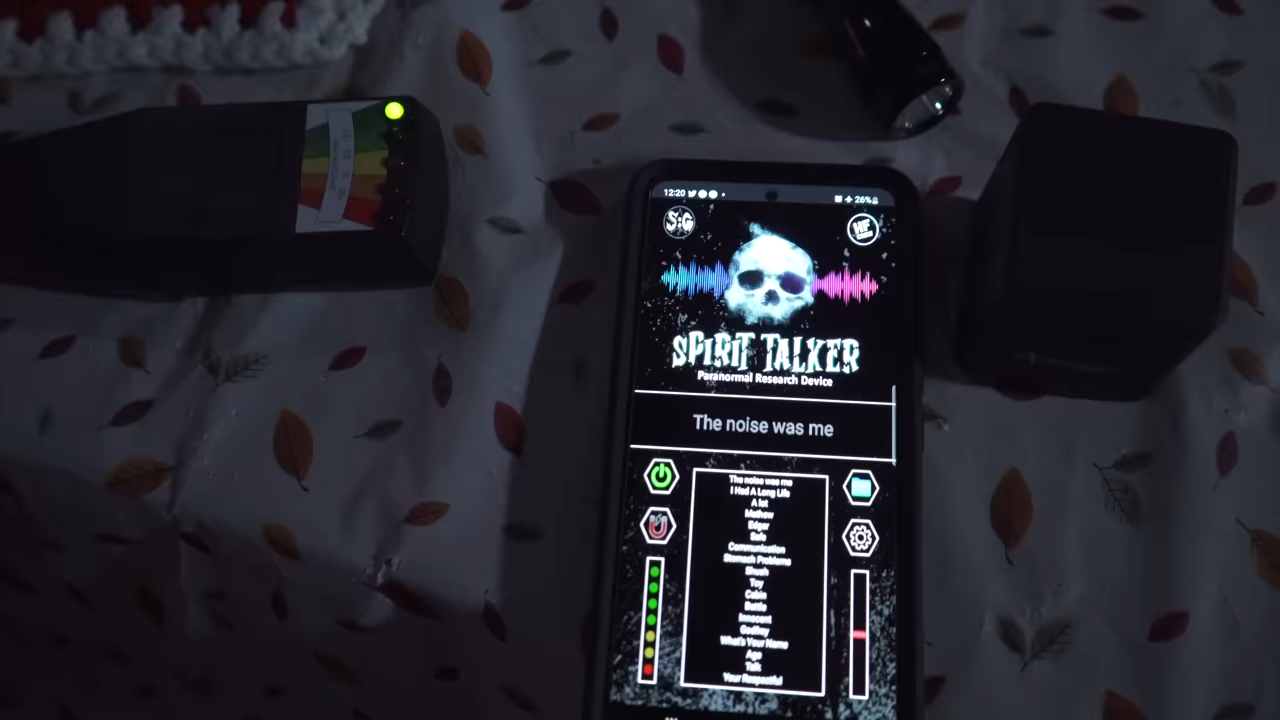 12:20
26%
S:G
HF
SPIRIT TALKER
Paranormal Research Device
The noise was me
The noise was me
I Had A Long Life
A lot
Mathew
Edgar
Safe
Communication
Stomach Problems
Shush
Toy
Cabin
Battle
Innocent
Godfrey
What's Your Name
Age
Talk
Your Respectful